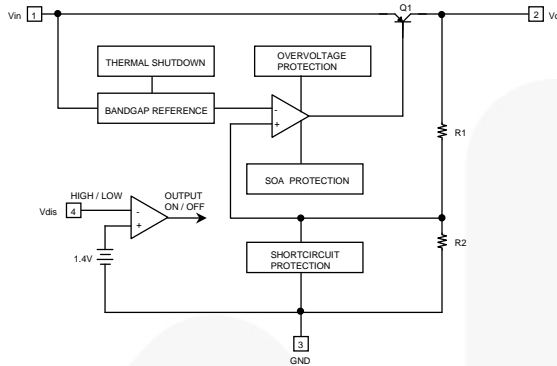 Vin 1
Q1
2 Vo
THERMAL SHUTDOWN
OVERVOLTAGE
PROTECTION
BANDGAP REFERENCE
-
+
R1
SOA PROTECTION
HIGH / LOW
OUTPUT
ON / OFF
Vdis 4
-
+
1.4V
SHORTCIRCUIT
PROTECTION
R2
3
GND